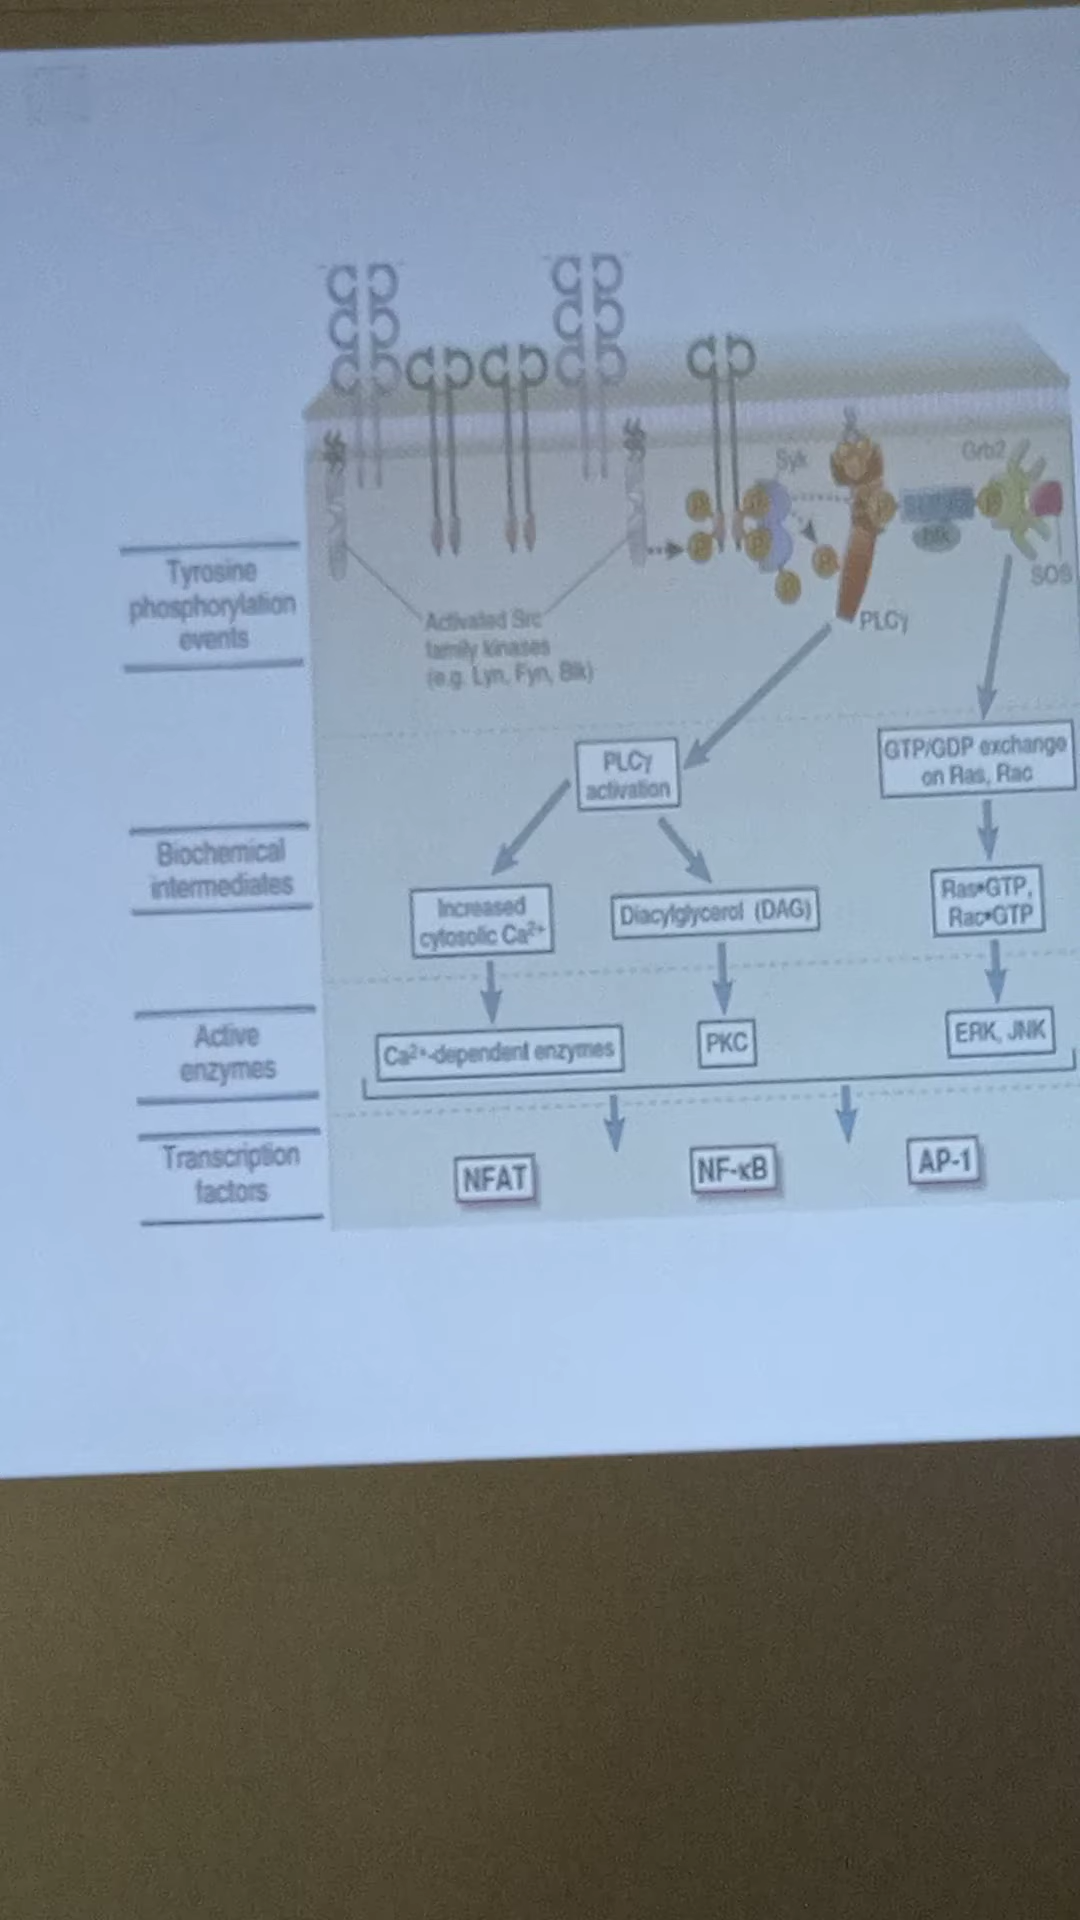 Syk
Grb2
Btk
SOS
PLCγ
Tyrosine
phosphorylation
events
Activated Src
family kinases
(e.g. Lyn, Fyn, Blk)
PLCγ
activation
GTP/GDP exchange
on Ras, Rac
Biochemical
intermediates
Increased
cytosolic Ca²⁺
Diacylglycerol (DAG)
Ras•GTP,
Rac•GTP
Active
enzymes
Ca²⁺-dependent enzymes
PKC
ERK, JNK
Transcription
factors
NFAT
NF-κB
AP-1